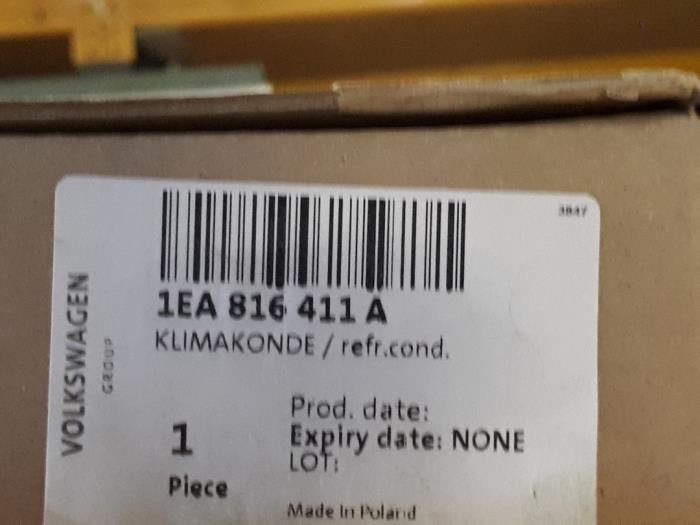 3847
1EA 816 411 A
KLIMAKONDE / refr.cond.
VOLKSWAGEN
GROUP
1
Piece
Prod. date:
Expiry date: NONE
LOT:
Made In Poland